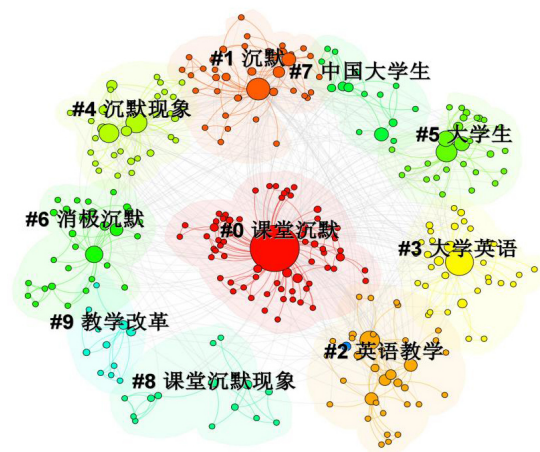 #1 沉默
#7 中国大学生
#4 沉默现象
#5 大学生
#6 消极沉默
#0 课堂沉默
#3 大学英语
#9 教学改革
#2 英语教学
#8 课堂沉默现象